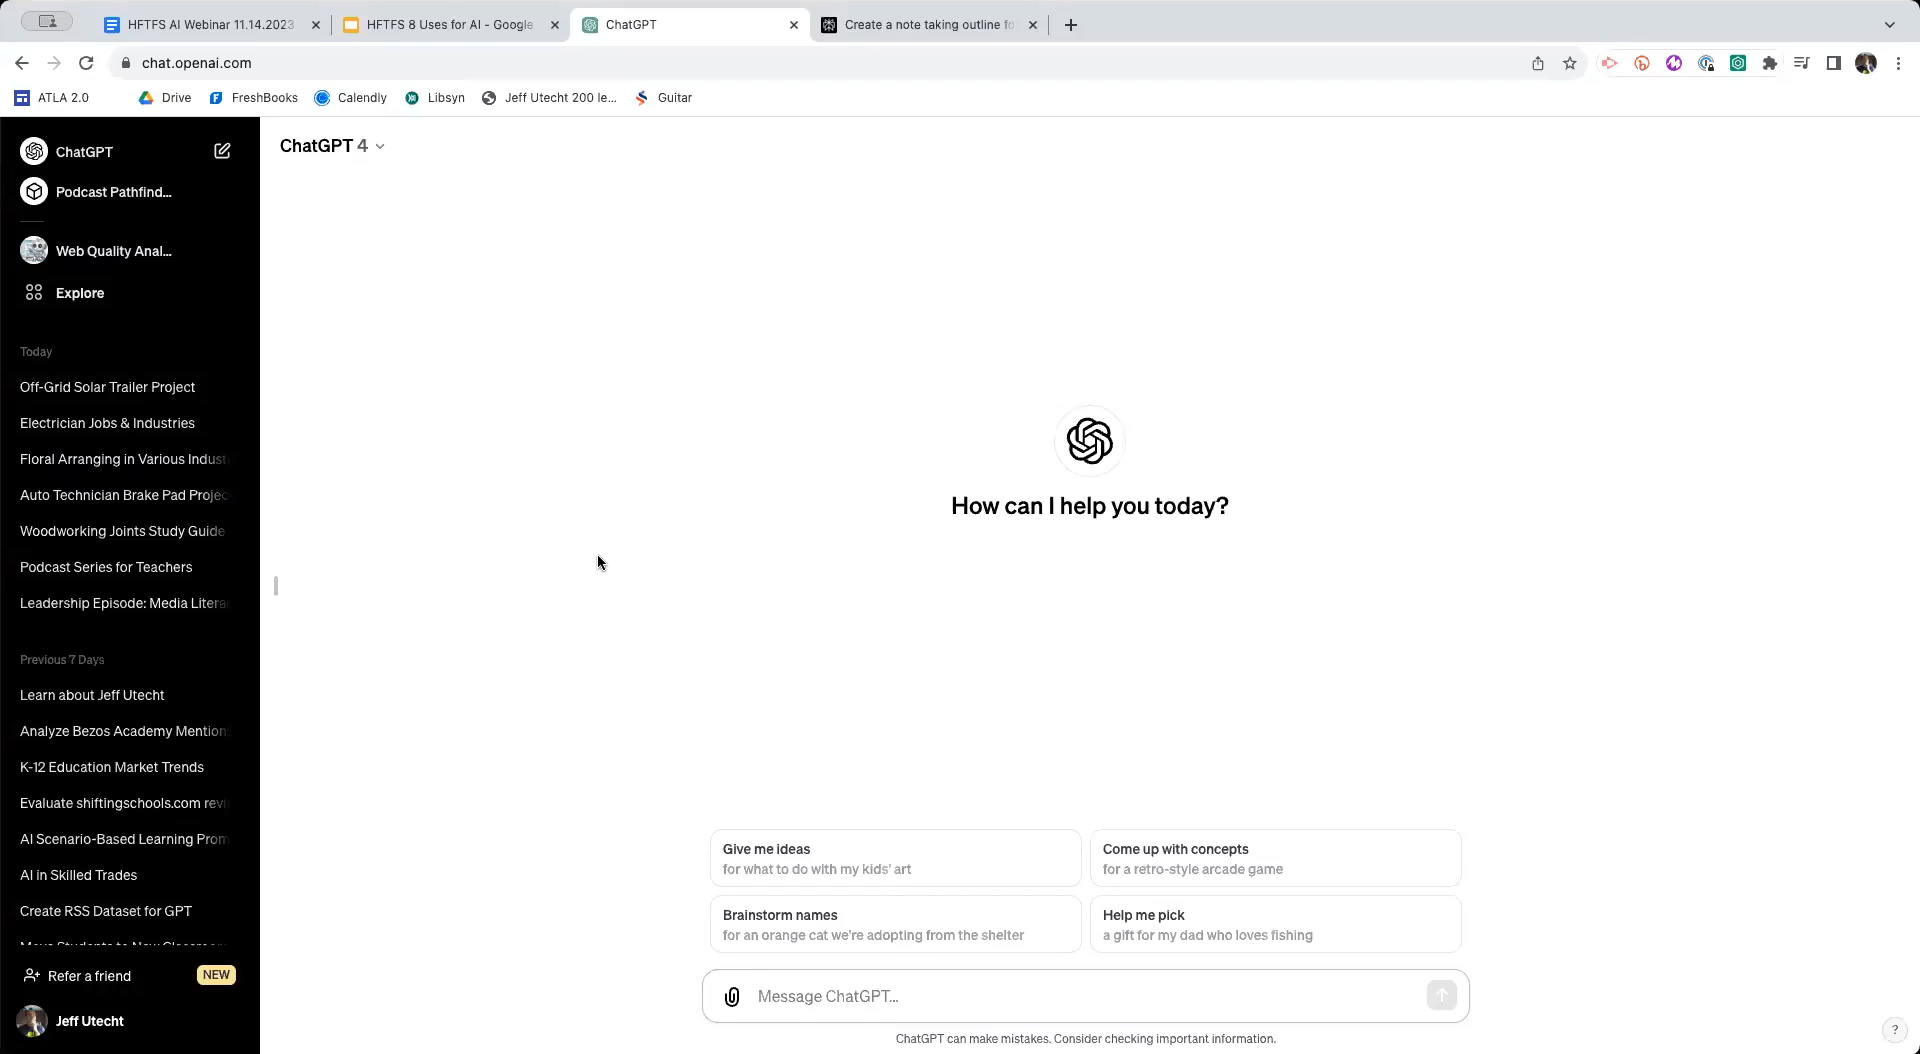 HFTFS AI Webinar 11.14.2023
HFTFS 8 Uses for AI - Google
ChatGPT
Create a note taking outline fo
chat.openai.com
ATLA 2.0
Drive
FreshBooks
Calendly
Libsyn
Jeff Utecht 200 le...
Guitar
ChatGPT
Podcast Pathfind...
Web Quality Anal...
Explore
Today
Off-Grid Solar Trailer Project
Electrician Jobs & Industries
Floral Arranging in Various Indust
Auto Technician Brake Pad Projec
Woodworking Joints Study Guide
Podcast Series for Teachers
Leadership Episode: Media Litera
Previous 7 Days
Learn about Jeff Utecht
Analyze Bezos Academy Mention
K-12 Education Market Trends
Evaluate shiftingschools.com revi
AI Scenario-Based Learning Prom
AI in Skilled Trades
Create RSS Dataset for GPT
Refer a friend
NEW
Jeff Utecht
ChatGPT 4
How can I help you today?
Give me ideas
for what to do with my kids' art
Come up with concepts
for a retro-style arcade game
Brainstorm names
for an orange cat we're adopting from the shelter
Help me pick
a gift for my dad who loves fishing
Message ChatGPT...
ChatGPT can make mistakes. Consider checking important information.
?